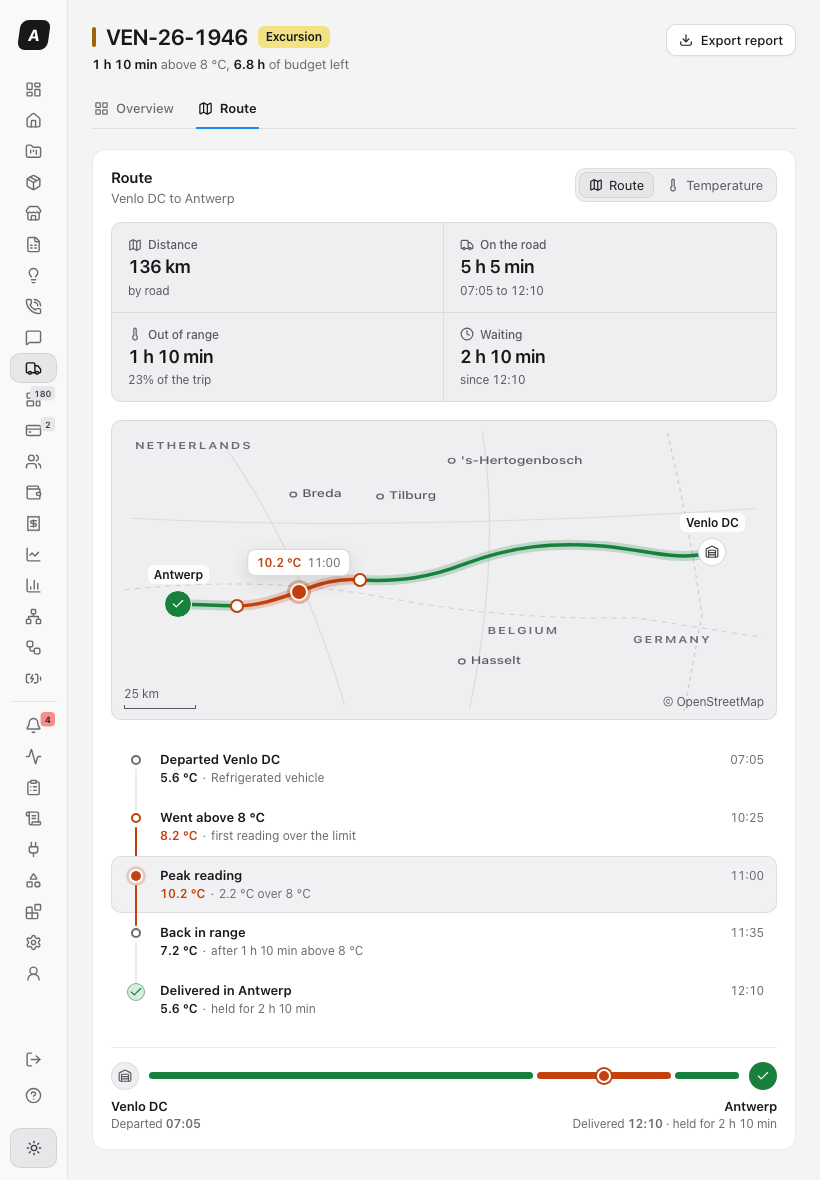 A
VEN-26-1946 Excursion
Export report
1 h 10 min above 8 °C, 6.8 h of budget left
Overview Route
Route
Venlo DC to Antwerp
Route Temperature
Distance
136 km
by road
On the road
5 h 5 min
07:05 to 12:10
Out of range
1 h 10 min
23% of the trip
Waiting
2 h 10 min
since 12:10
180
2
4
NETHERLANDS
's-Hertogenbosch
Breda
Tilburg
Venlo DC
10.2 °C 11:00
Antwerp
BELGIUM
GERMANY
Hasselt
25 km
© OpenStreetMap
Departed Venlo DC 07:05
5.6 °C · Refrigerated vehicle
Went above 8 °C 10:25
8.2 °C · first reading over the limit
Peak reading 11:00
10.2 °C · 2.2 °C over 8 °C
Back in range 11:35
7.2 °C · after 1 h 10 min above 8 °C
Delivered in Antwerp 12:10
5.6 °C · held for 2 h 10 min
Venlo DC Antwerp
Departed 07:05 Delivered 12:10 · held for 2 h 10 min